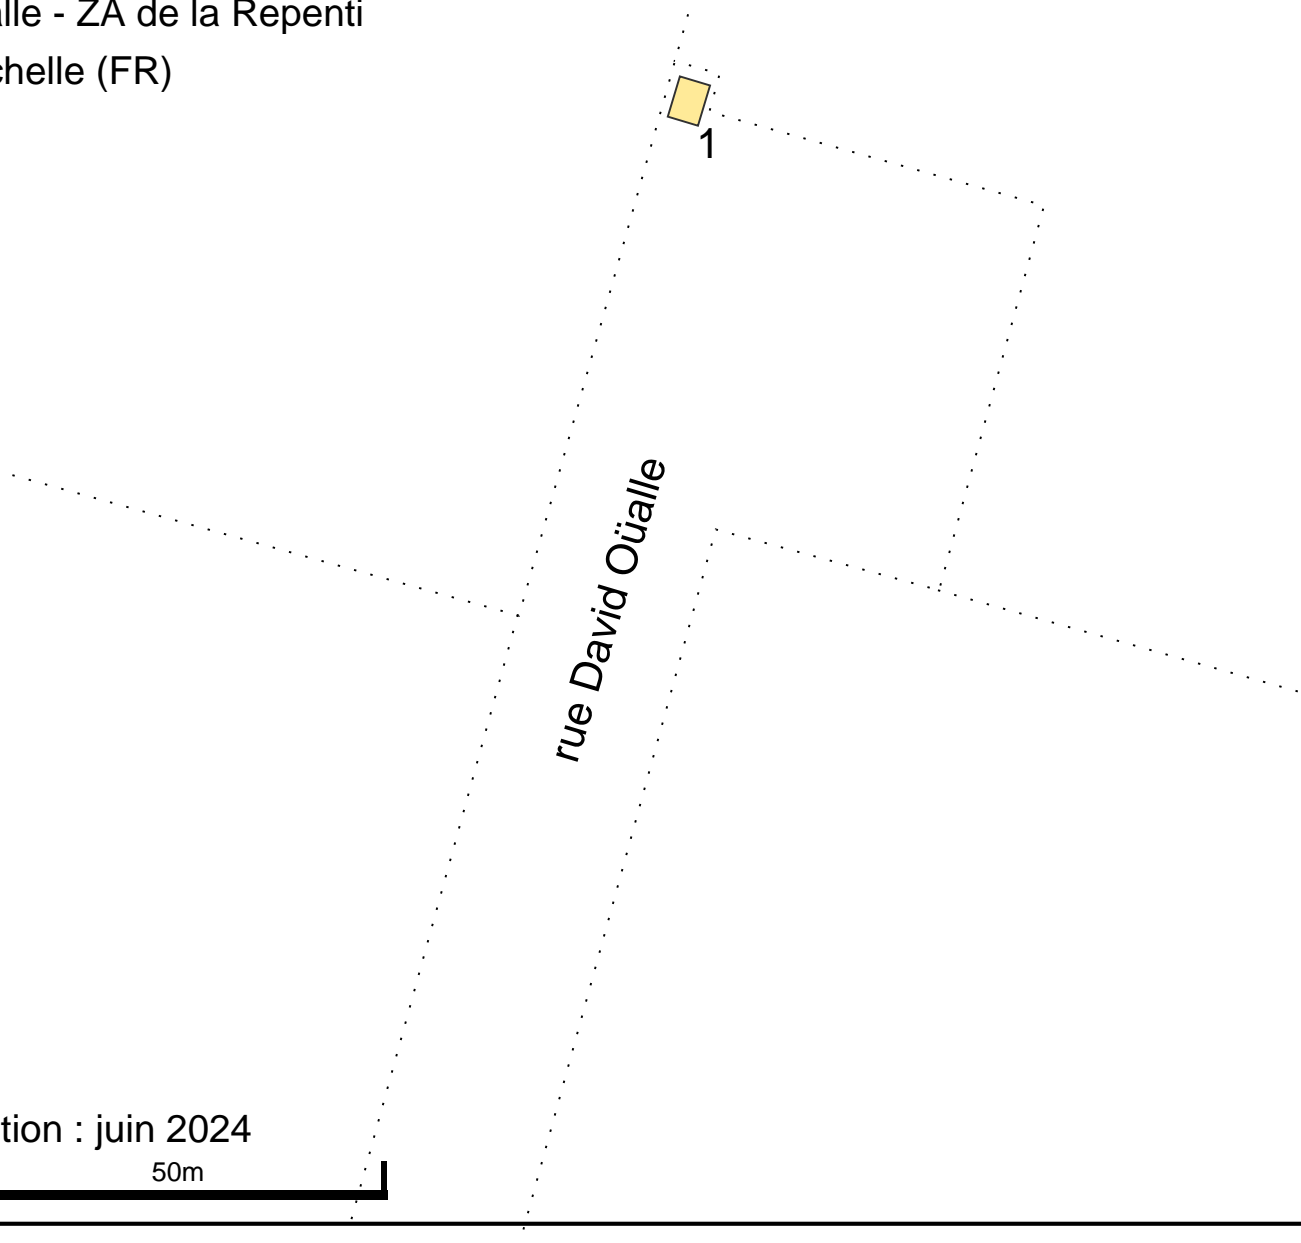 alle - ZA de la Repenti
chelle (FR)
1
rue David Oüalle
tion : juin 2024
50m